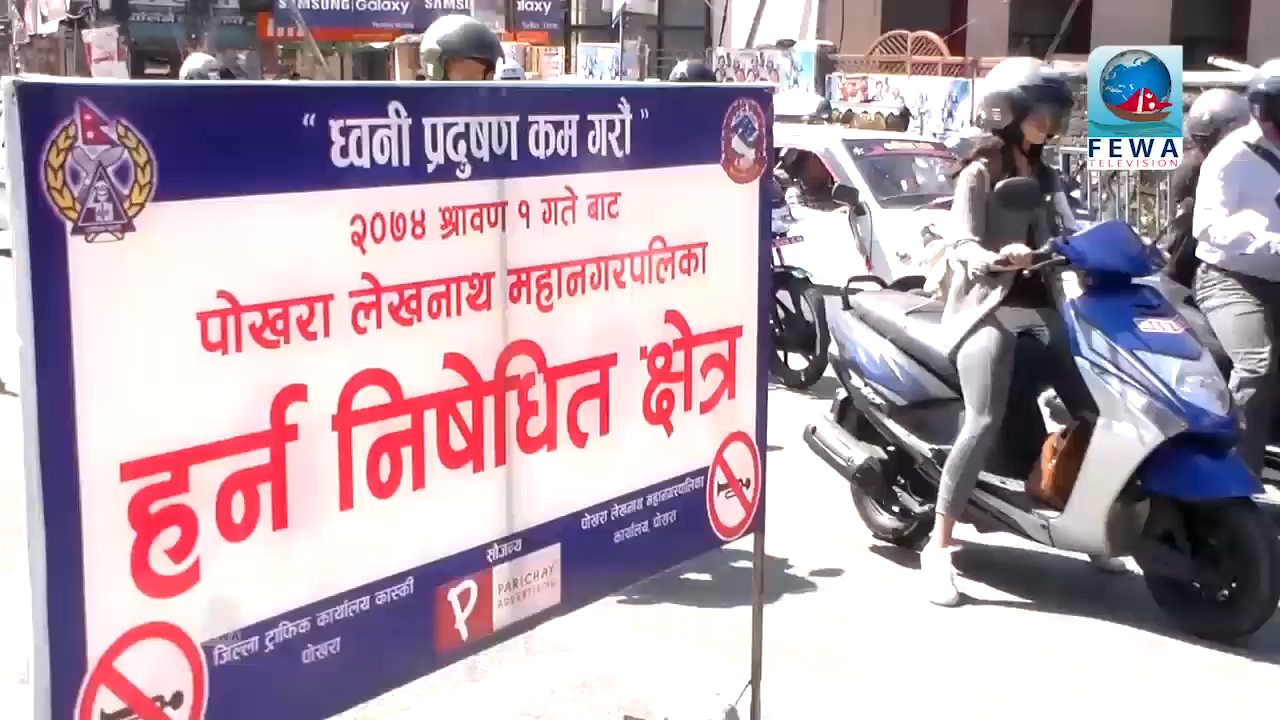 SAMSUNG Galaxy
FEWA
TELEVISION
“ ध्वनी प्रदुषण कम गरौं ”
२०७४ श्रावण १ गते बाट
पोखरा लेखनाथ महानगरपलिका
हर्न निषेधित क्षेत्र
जिल्ला ट्राफिक कार्यालय कास्की
पोखरा
सौजन्य
PARICHAY
ADVERTISING
पोखरा लेखनाथ महानगरपालिका
कार्यालय, पोखरा